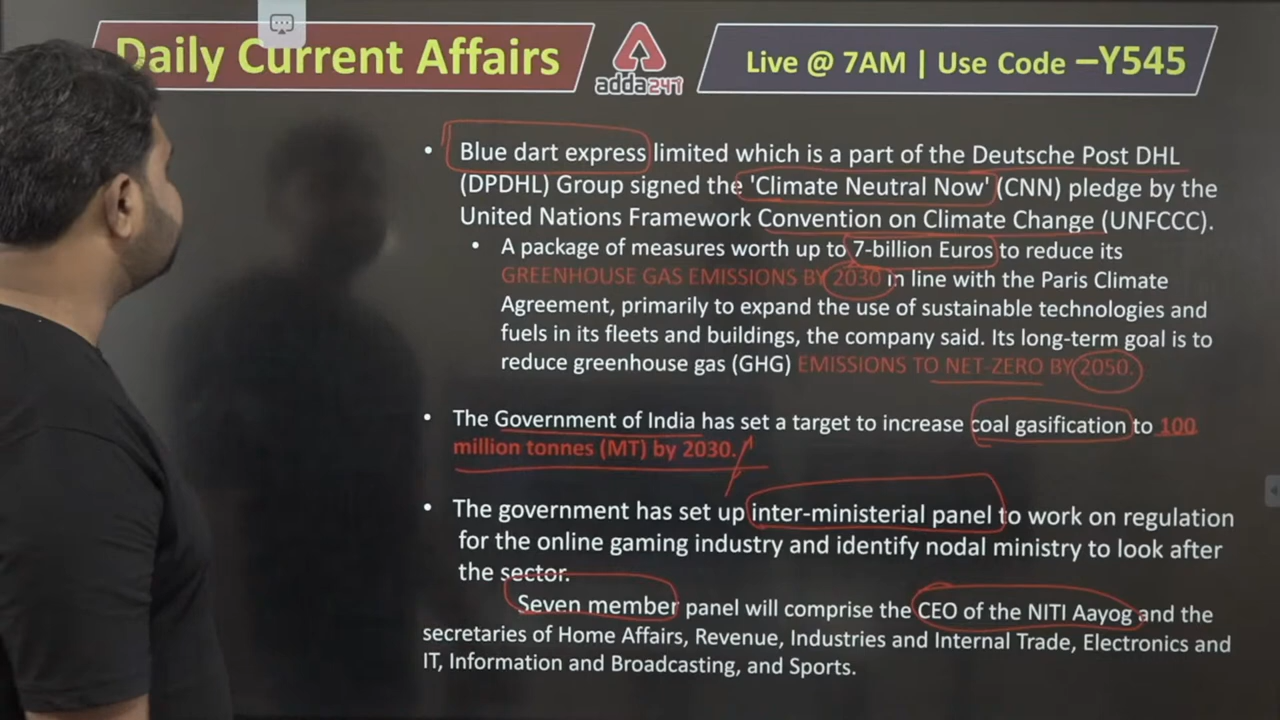 Daily Current Affairs
adda247
Live @ 7AM | Use Code –Y545
• Blue dart express limited which is a part of the Deutsche Post DHL
(DPDHL) Group signed the 'Climate Neutral Now' (CNN) pledge by the
United Nations Framework Convention on Climate Change (UNFCCC).
• A package of measures worth up to 7-billion Euros to reduce its
GREENHOUSE GAS EMISSIONS BY 2030 in line with the Paris Climate
Agreement, primarily to expand the use of sustainable technologies and
fuels in its fleets and buildings, the company said. Its long-term goal is to
reduce greenhouse gas (GHG) EMISSIONS TO NET-ZERO BY 2050.
• The Government of India has set a target to increase coal gasification to 100
million tonnes (MT) by 2030.
• The government has set up inter-ministerial panel to work on regulation
for the online gaming industry and identify nodal ministry to look after
the sector.
Seven member panel will comprise the CEO of the NITI Aayog and the
secretaries of Home Affairs, Revenue, Industries and Internal Trade, Electronics and
IT, Information and Broadcasting, and Sports.